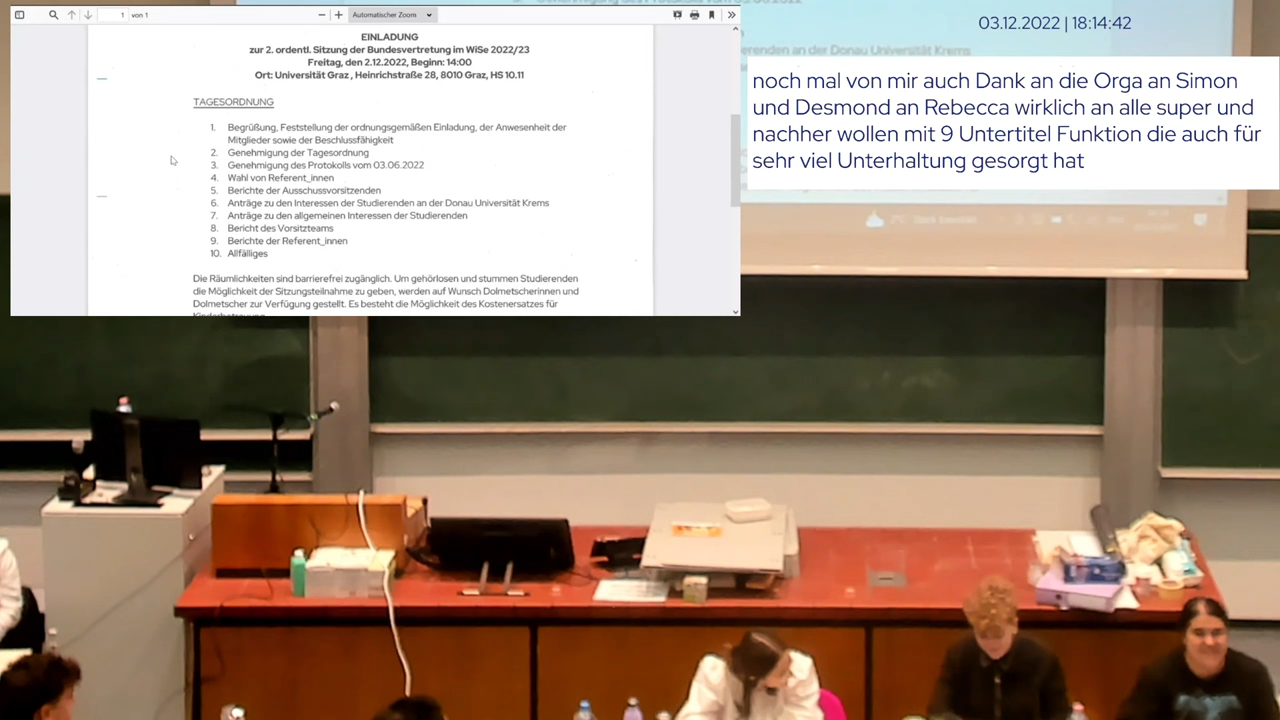 1 von 1
Automatischer Zoom
EINLADUNG
zur 2. ordentl. Sitzung der Bundesvertretung im WiSe 2022/23
Freitag, den 2.12.2022, Beginn: 14:00
Ort: Universität Graz , Heinrichstraße 28, 8010 Graz, HS 10.11
TAGESORDNUNG
1. Begrüßung, Feststellung der ordnungsgemäßen Einladung, der Anwesenheit der
Mitglieder sowie der Beschlussfähigkeit
2. Genehmigung der Tagesordnung
3. Genehmigung des Protokolls vom 03.06.2022
4. Wahl von Referent_innen
5. Berichte der Ausschussvorsitzenden
6. Anträge zu den Interessen der Studierenden an der Donau Universität Krems
7. Anträge zu den allgemeinen Interessen der Studierenden
8. Bericht des Vorsitzteams
9. Berichte der Referent_innen
10. Allfälliges
Die Räumlichkeiten sind barrierefrei zugänglich. Um gehörlosen und stummen Studierenden
die Möglichkeit der Sitzungsteilnahme zu geben, werden auf Wunsch Dolmetscherinnen und
Dolmetscher zur Verfügung gestellt. Es besteht die Möglichkeit des Kostenersatzes für
03.12.2022 | 18:14:42
erenden an der Donau Universität Krems
noch mal von mir auch Dank an die Orga an Simon
und Desmond an Rebecca wirklich an alle super und
nachher wollen mit 9 Untertitel Funktion die auch für
sehr viel Unterhaltung gesorgt hat